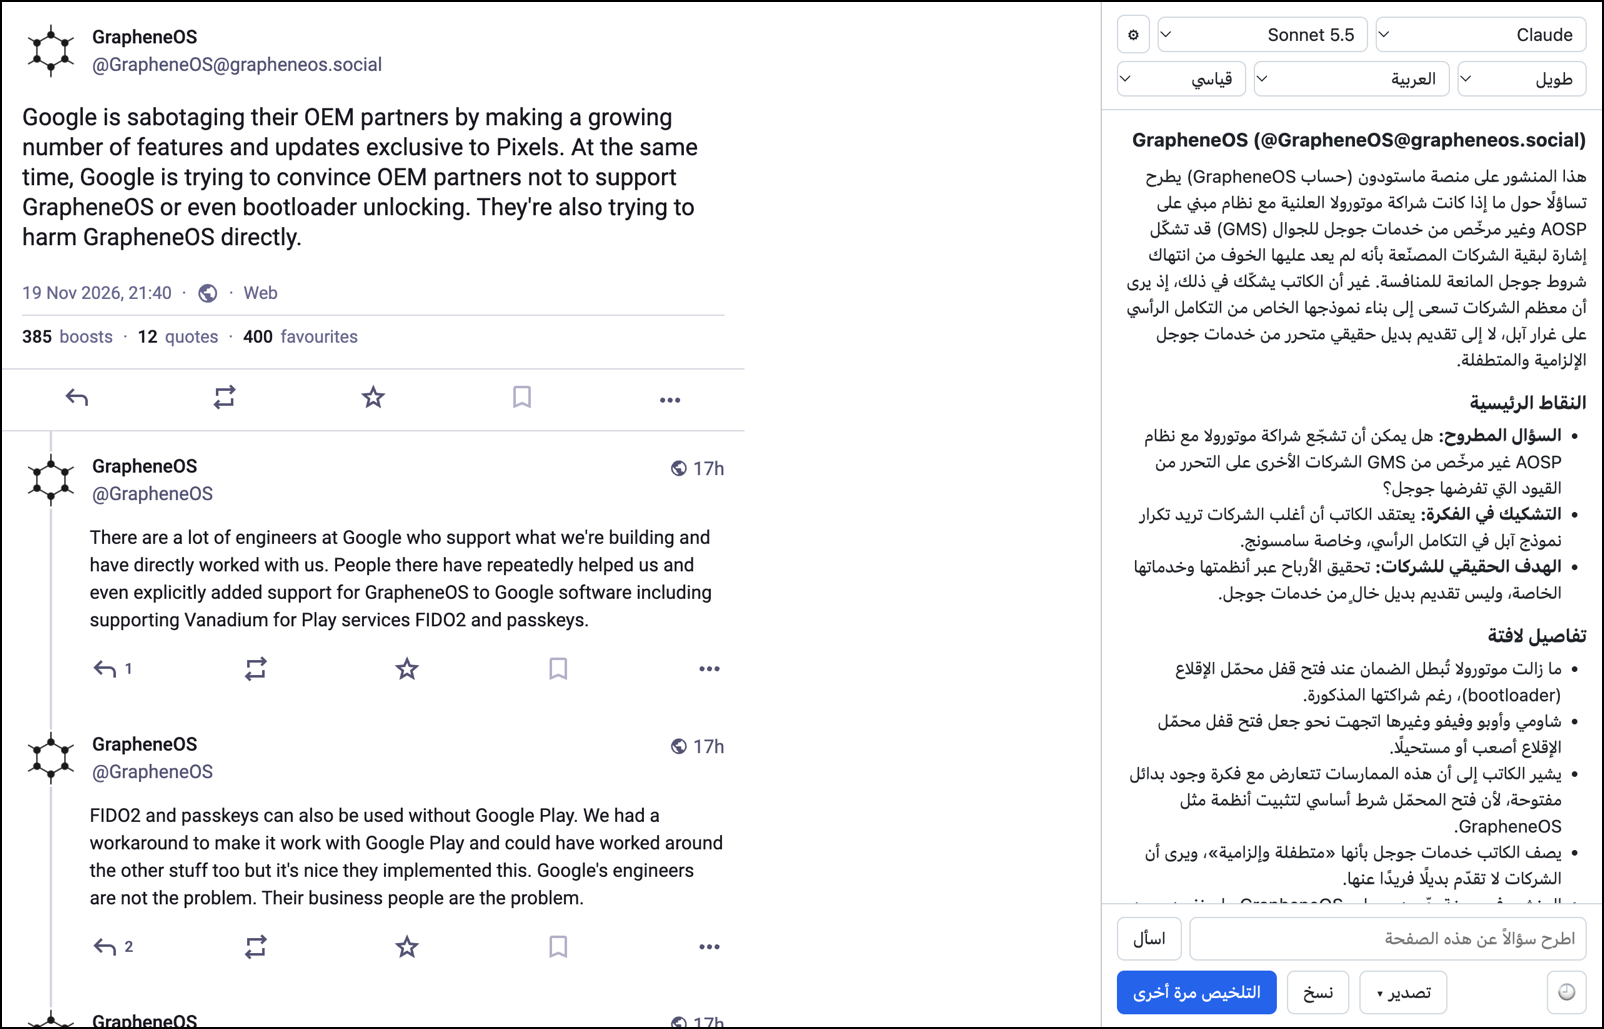 GrapheneOS
@GrapheneOS@grapheneos.social
Google is sabotaging their OEM partners by making a growing
number of features and updates exclusive to Pixels. At the same
time, Google is trying to convince OEM partners not to support
GrapheneOS or even bootloader unlocking. They're also trying to
harm GrapheneOS directly.
19 Nov 2026, 21:40 · Web
385 boosts · 12 quotes · 400 favourites
GrapheneOS
17h
@GrapheneOS
There are a lot of engineers at Google who support what we're building and
have directly worked with us. People there have repeatedly helped us and
even explicitly added support for GrapheneOS to Google software including
supporting Vanadium for Play services FIDO2 and passkeys.
1
GrapheneOS
17h
@GrapheneOS
FIDO2 and passkeys can also be used without Google Play. We had a
workaround to make it work with Google Play and could have worked around
the other stuff too but it's nice they implemented this. Google's engineers
are not the problem. Their business people are the problem.
2
GrapheneOS
17h
Claude
Sonnet 5.5
طويل
العربية
قياسي
GrapheneOS (@GrapheneOS@grapheneos.social)
هذا المنشور على منصة ماستودون (حساب GrapheneOS) يطرح
تساؤلًا حول ما إذا كانت شراكة موتورولا العلنية مع نظام مبني على
AOSP وغير مرخّص من خدمات جوجل للجوال (GMS) قد تشكّل
إشارة لبقية الشركات المصنّعة بأنه لم يعد عليها الخوف من انتهاك
شروط جوجل المانعة للمنافسة. غير أن الكاتب يشكّك في ذلك، إذ يرى
أن معظم الشركات تسعى إلى بناء نموذجها الخاص من التكامل الرأسي
على غرار آبل، لا إلى تقديم بديل حقيقي متحرر من خدمات جوجل
الإلزامية والمتطفلة.
النقاط الرئيسية
• السؤال المطروح: هل يمكن أن تشجّع شراكة موتورولا مع نظام
AOSP غير مرخّص من GMS الشركات الأخرى على التحرر من
القيود التي تفرضها جوجل؟
• التشكيك في الفكرة: يعتقد الكاتب أن أغلب الشركات تريد تكرار
نموذج آبل في التكامل الرأسي، وخاصة سامسونج.
• الهدف الحقيقي للشركات: تحقيق الأرباح عبر أنظمتها وخدماتها
الخاصة، وليس تقديم بديل خالٍ من خدمات جوجل.
تفاصيل لافتة
• ما زالت موتورولا تُبطل الضمان عند فتح قفل محمّل الإقلاع
(bootloader)، رغم شراكتها المذكورة.
• شاومي وأوبو وفيفو وغيرها اتجهت نحو جعل فتح قفل محمّل
الإقلاع أصعب أو مستحيلًا.
• يشير الكاتب إلى أن هذه الممارسات تتعارض مع فكرة وجود بدائل
مفتوحة، لأن فتح المحمّل شرط أساسي لتثبيت أنظمة مثل
GrapheneOS.
• يصف الكاتب خدمات جوجل بأنها «متطفلة وإلزامية»، ويرى أن
الشركات لا تقدّم بديلًا فريدًا عنها.
اطرح سؤالاً عن هذه الصفحة
اسأل
تصدير
نسخ
التلخيص مرة أخرى